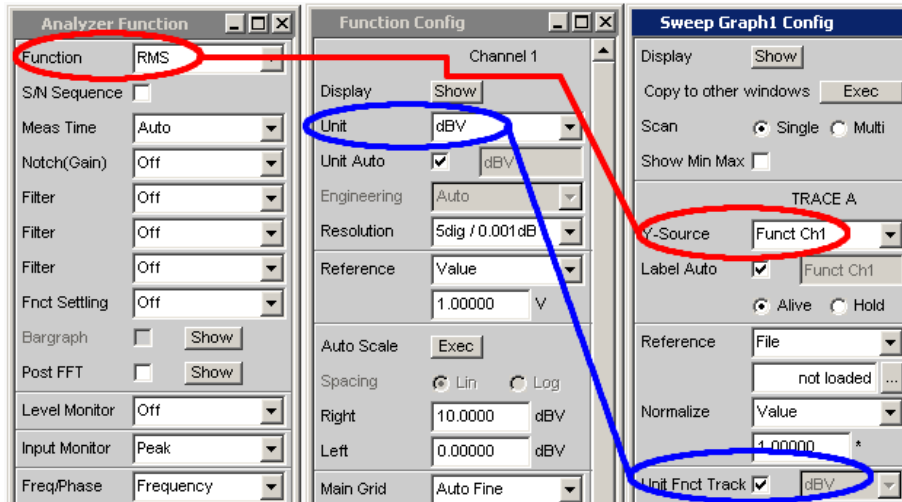 Analyzer Function
Function RMS
S/N Sequence
Meas Time Auto
Notch(Gain) Off
Filter Off
Filter Off
Filter Off
Fnct Settling Off
Bargraph Show
Post FFT Show
Level Monitor Off
Input Monitor Peak
Freq/Phase Frequency
Function Config
Channel 1
Display Show
Unit dBV
Unit Auto dBV
Engineering Auto
Resolution 5dig / 0.001dB
Reference Value
1.00000 V
Auto Scale Exec
Spacing Lin Log
Right 10.0000 dBV
Left 0.00000 dBV
Main Grid Auto Fine
Sweep Graph1 Config
Display Show
Copy to other windows Exec
Scan Single Multi
Show Min Max
TRACE A
Y-Source Funct Ch1
Label Auto Funct Ch1
Alive Hold
Reference File
not loaded ...
Normalize Value
1.00000 *
Unit Fnct Track dBV